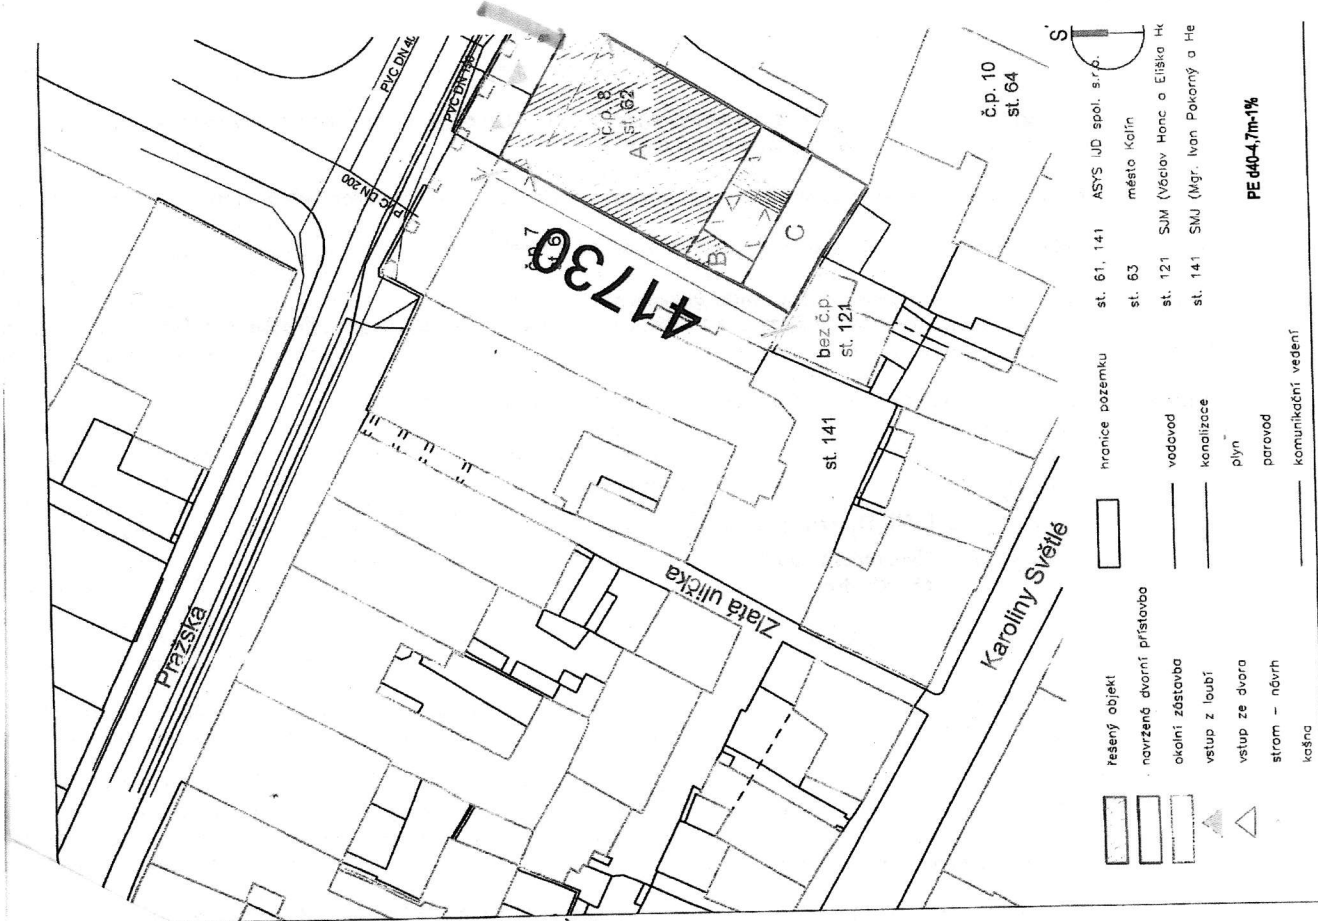 PVC DN 40
PVC DN 150
PVC DN 200
č.p. 8
st. 62
A
B
C
č.p. 7
41730
bez č.p.
st. 121
st. 141
č.p. 10
st. 64
S
Pražská
Zlatá ulička
Karoliny Světlé
řešený objekt
navržená dvorní přístavba
okolní zástavba
vstup z loubí
vstup ze dvora
strom – návrh
kašna
hranice pozemku
vodovod
kanalizace
plyn
parovod
komunikační vedení
st. 61, 141 ASYS IJD spol. s.r.o.
st. 63 město Kolín
st. 121 SJM (Václav Honc a Eliška
st. 141 SMJ (Mgr. Ivan Pokorný a He
PE d40-4,7m-1%